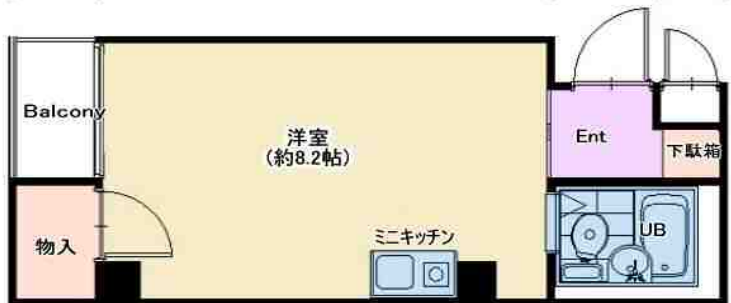 Balcony
洋室
(約8.2帖)
Ent
下駄箱
物入
ミニキッチン
UB